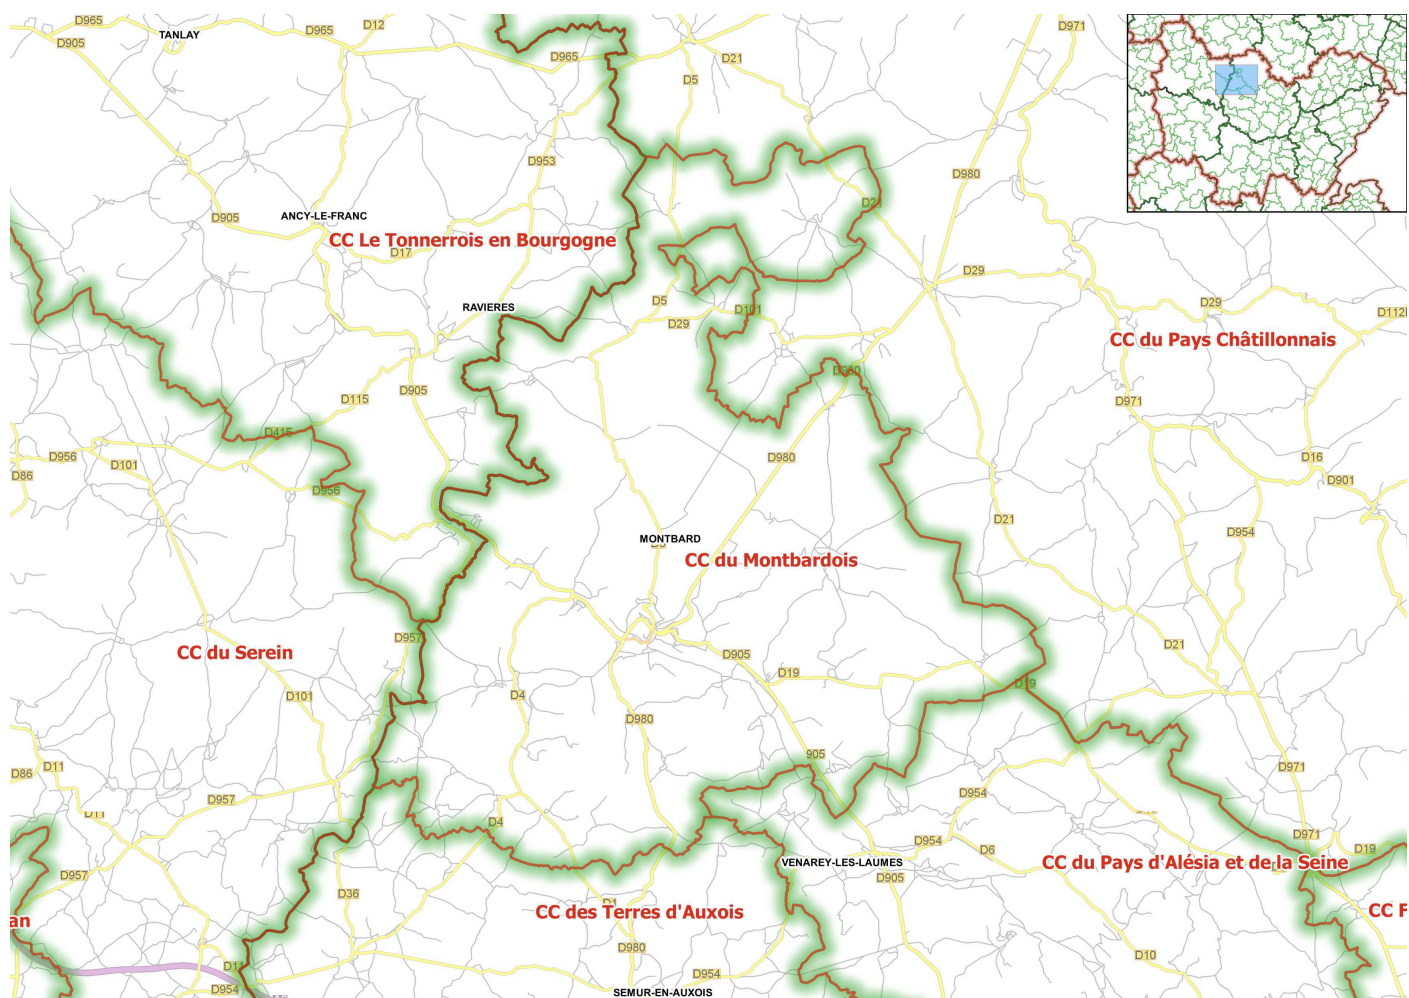 D965
D12
TANLAY
D965
D905
D965
D5
D21
D971
D953
D980
ANCY-LE-FRANC
D905
CC Le Tonnerrois en Bourgogne
D17
D29
RAVIERES
D5
D101
D29
D29
CC du Pays Châtillonnais
D905
D115
D971
D415
D956
D101
D86
D956
D980
D16
D901
D21
D954
MONTBARD
CC du Montbardois
D957
CC du Serein
D905
D19
D21
D101
D4
D19
D980
905
D11
D86
D971
D957
D954
D4
D971
D954
D6
D19
VENAREY-LES-LAUMES
CC du Pays d'Alésia et de la Seine
D957
D905
D36
CC des Terres d'Auxois
CC F
an
D980
D10
D954
D954
SEMUR-EN-AUXOIS